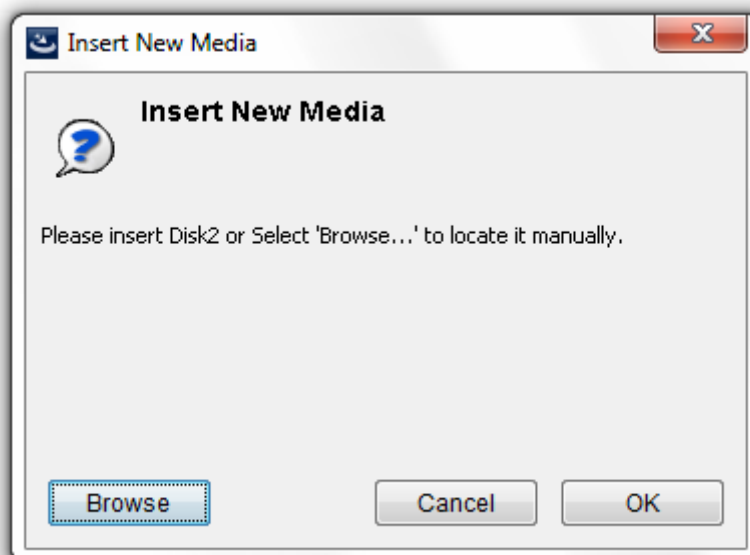 Insert New Media
Insert New Media
Please insert Disk2 or Select 'Browse...' to locate it manually.
Browse
Cancel
OK